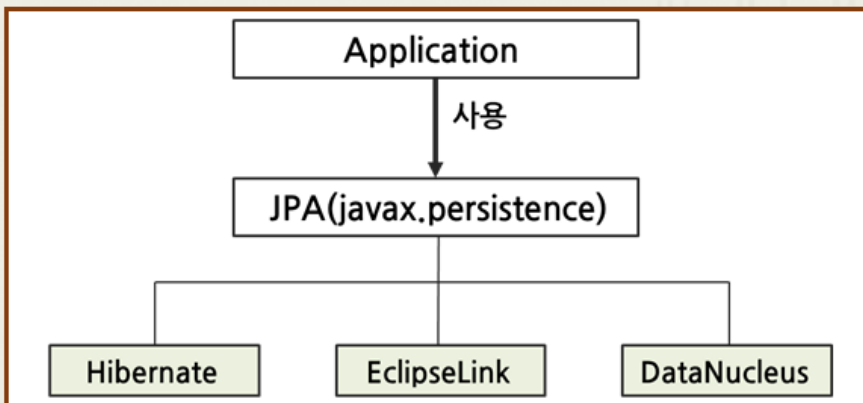 Application
사용
JPA(javax.persistence)
Hibernate
EclipseLink
DataNucleus